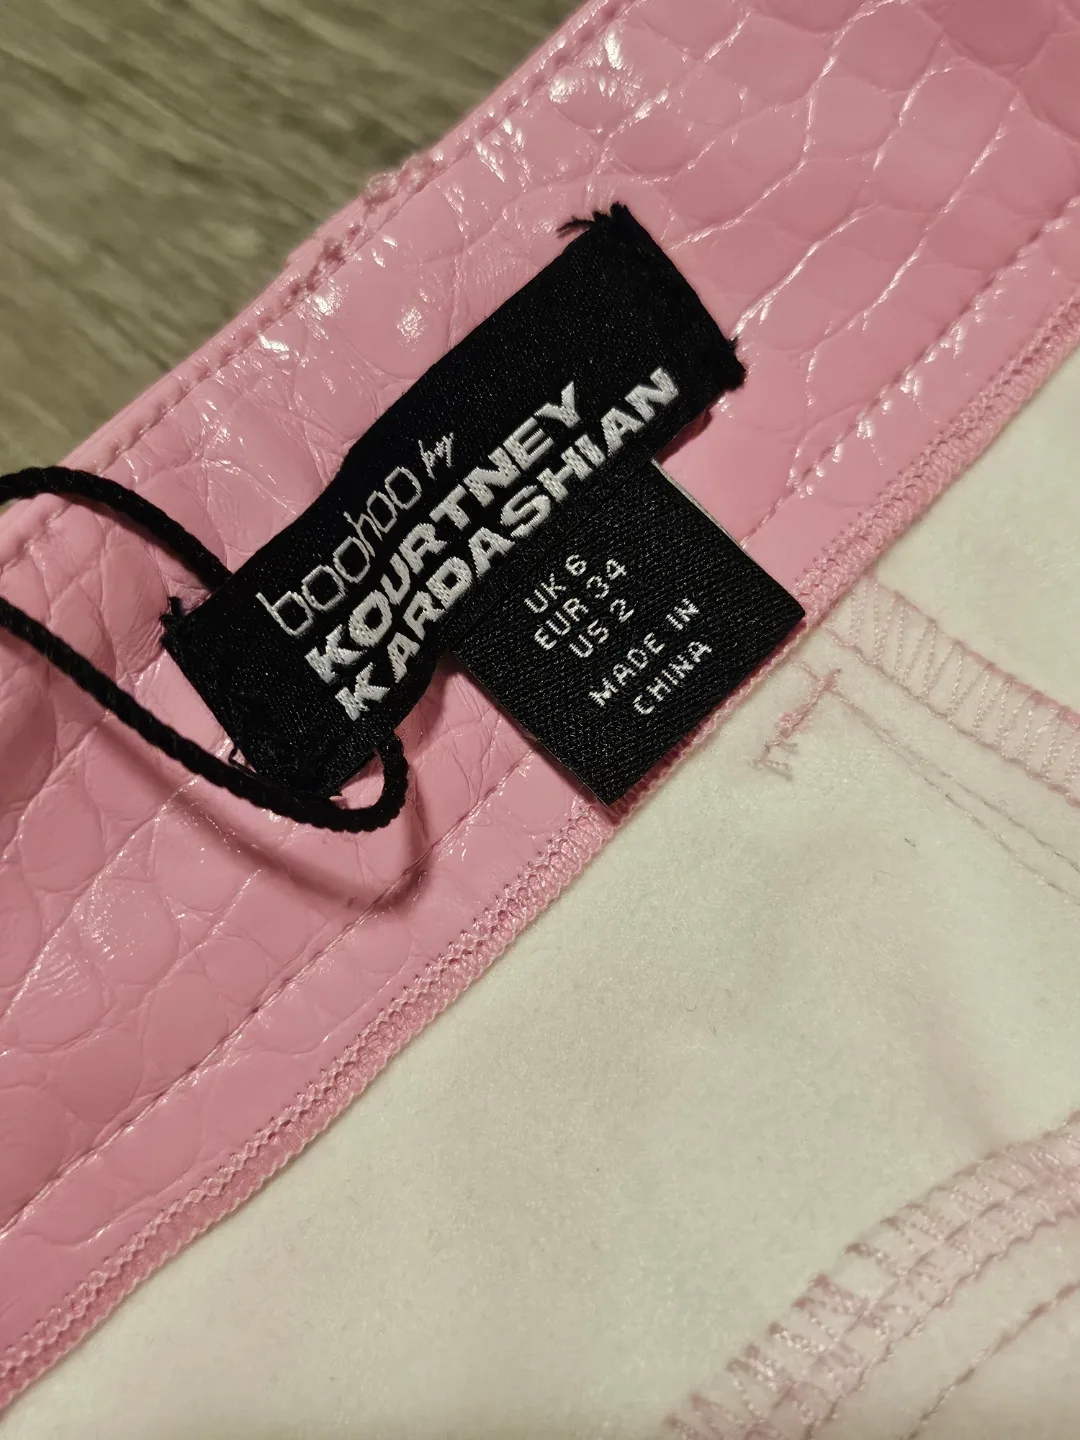 boohoo by
KOURTNEY
KARDASHIAN
UK 6
EUR 34
US 2
MADE IN
CHINA